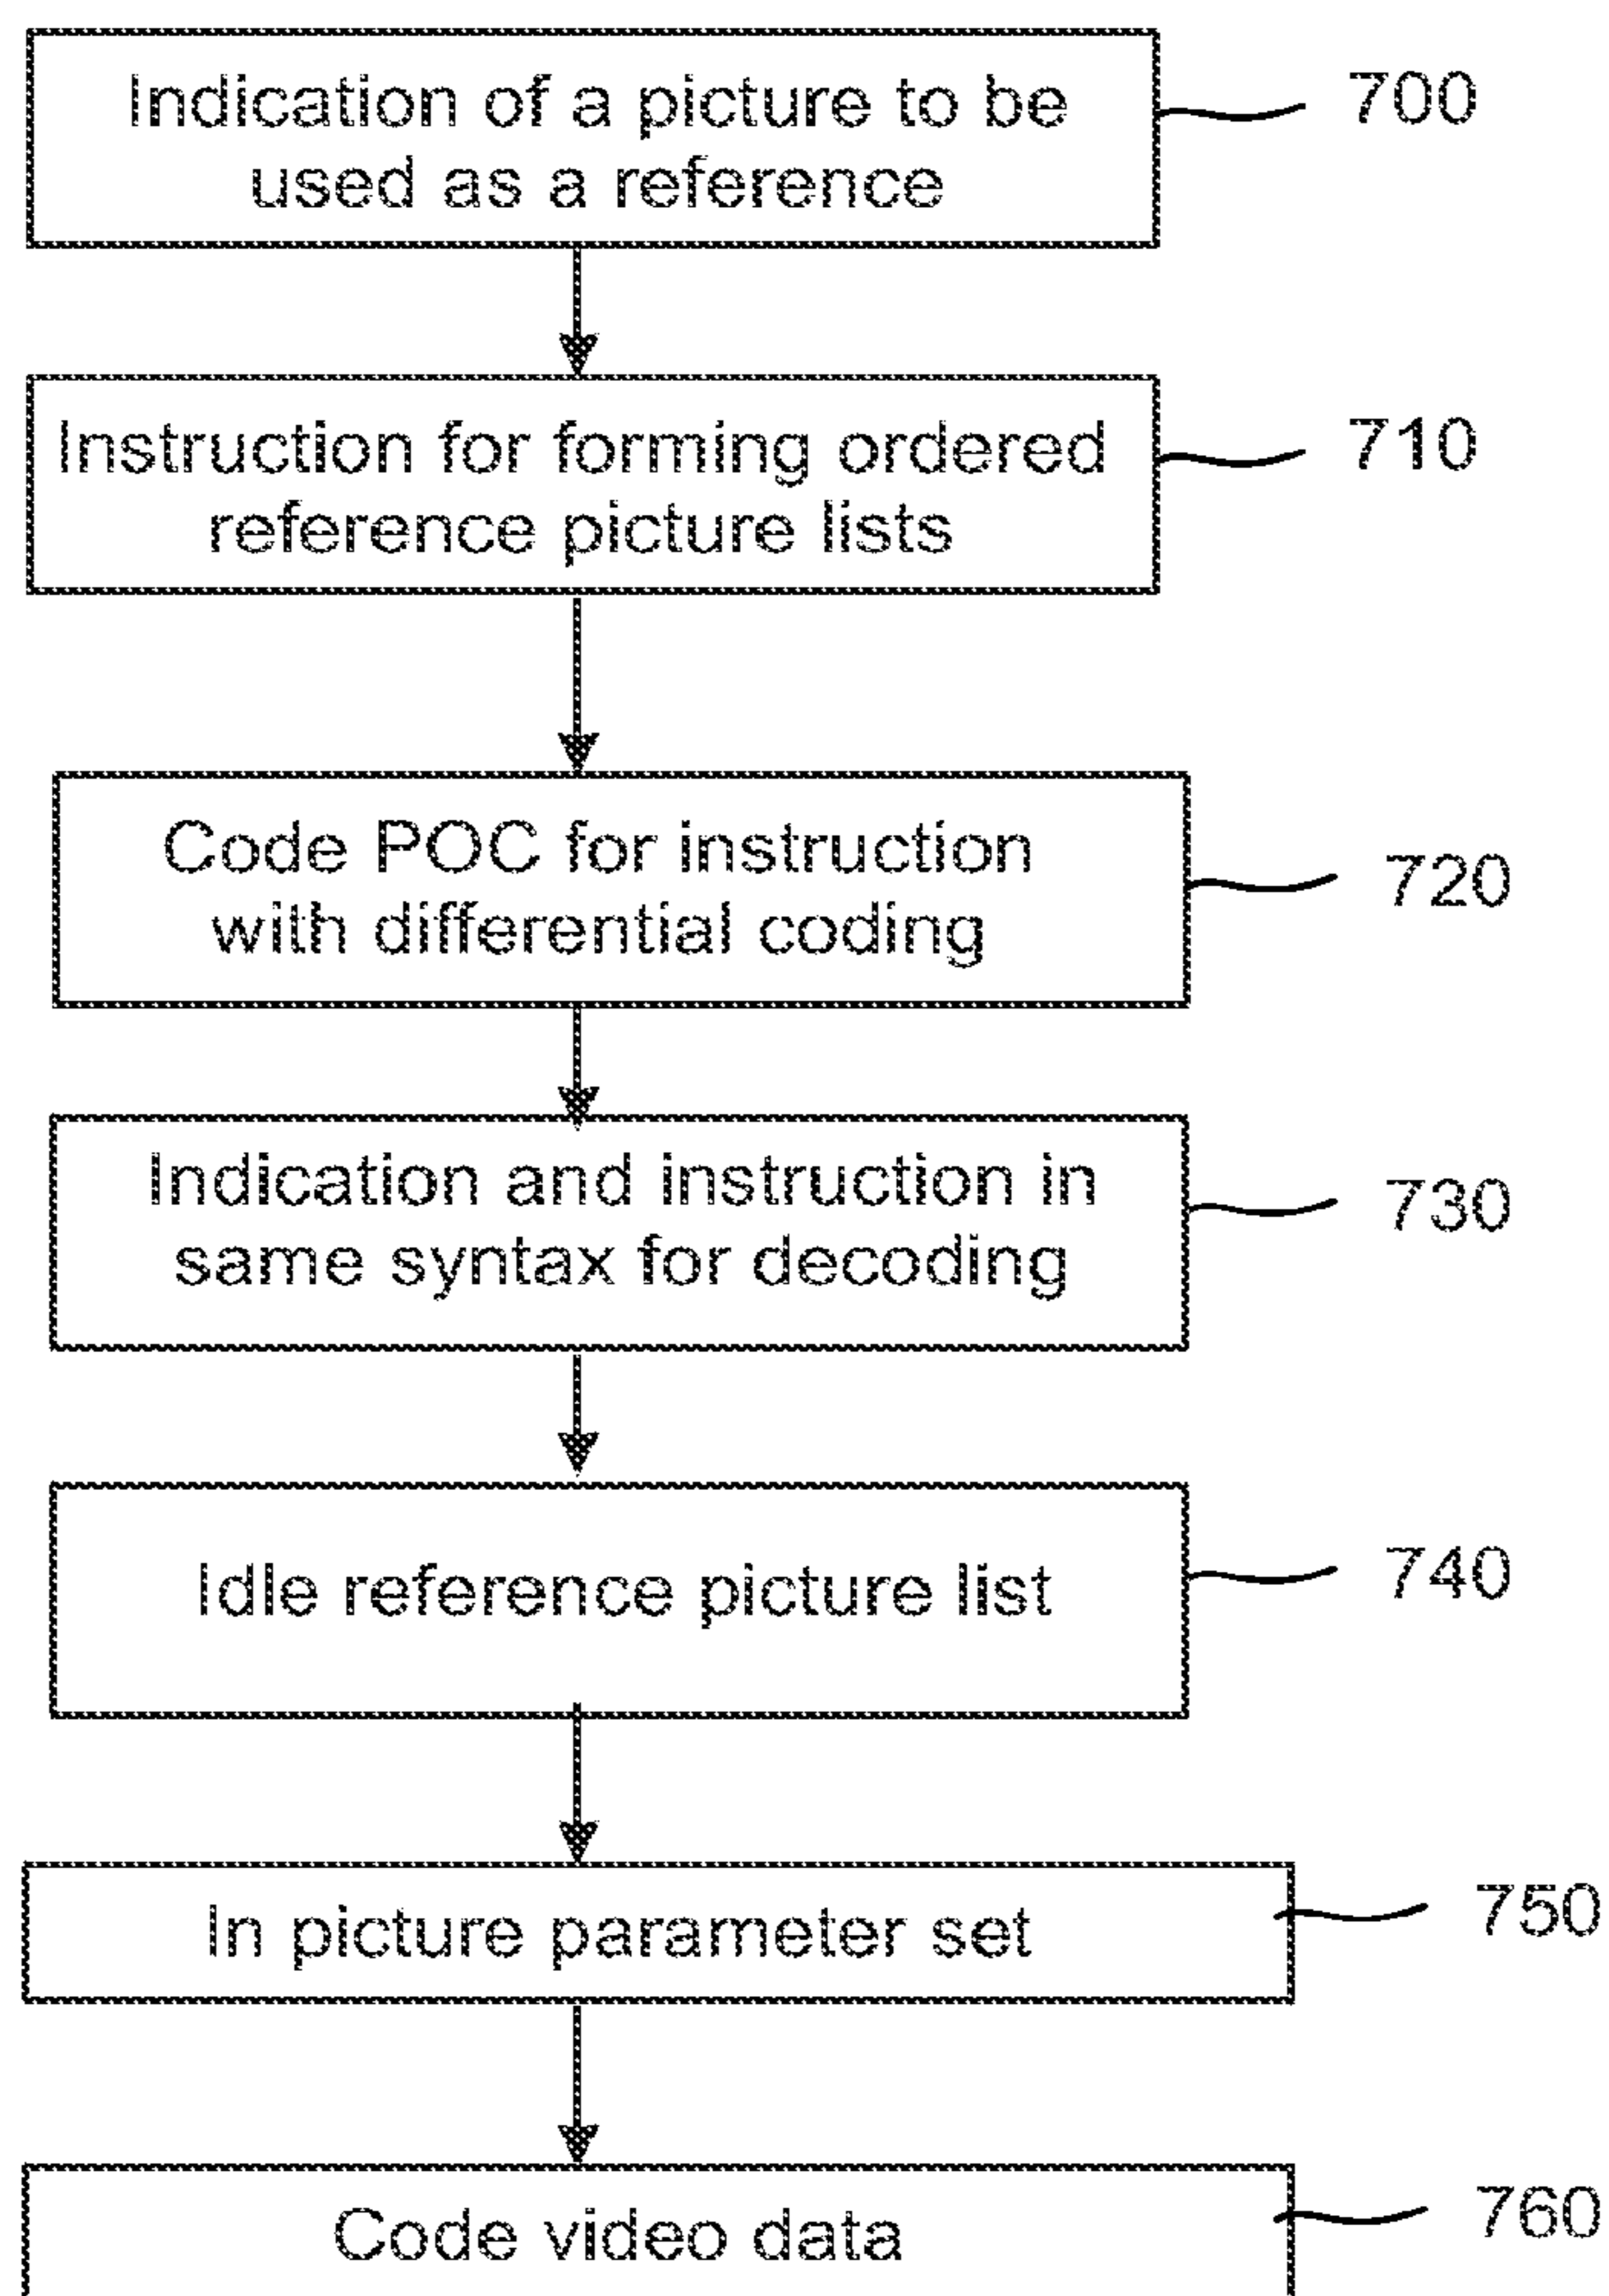 Indication of a picture to be
used as a reference
700
Instruction for forming ordered
reference picture lists
710
Code POC for instruction
with differential coding
720
Indication and instruction in
same syntax for decoding
730
Idle reference picture list
740
In picture parameter set
750
Code video data
760